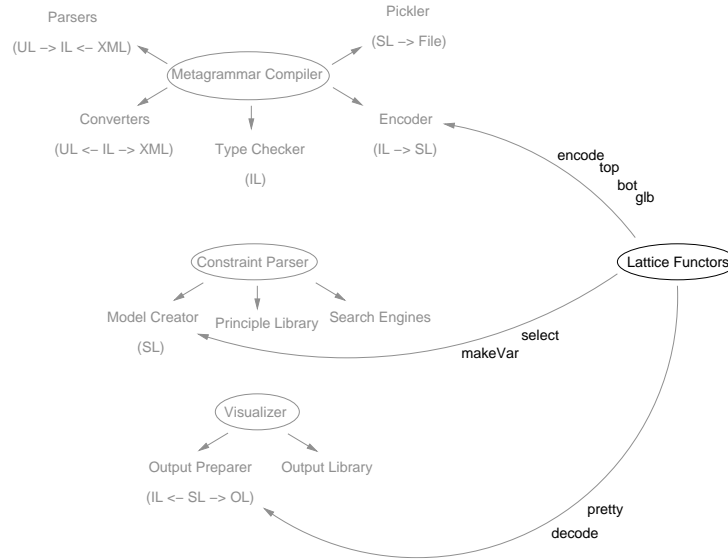 Parsers
(UL −> IL <− XML)
Pickler
(SL −> File)
Metagrammar Compiler
Converters
(UL <− IL −> XML)
Type Checker
(IL)
Encoder
(IL −> SL)
encode
top
bot
glb
Lattice Functors
Constraint Parser
Model Creator
(SL)
Principle Library
Search Engines
select
makeVar
Visualizer
Output Preparer
(IL <− SL −> OL)
Output Library
pretty
decode